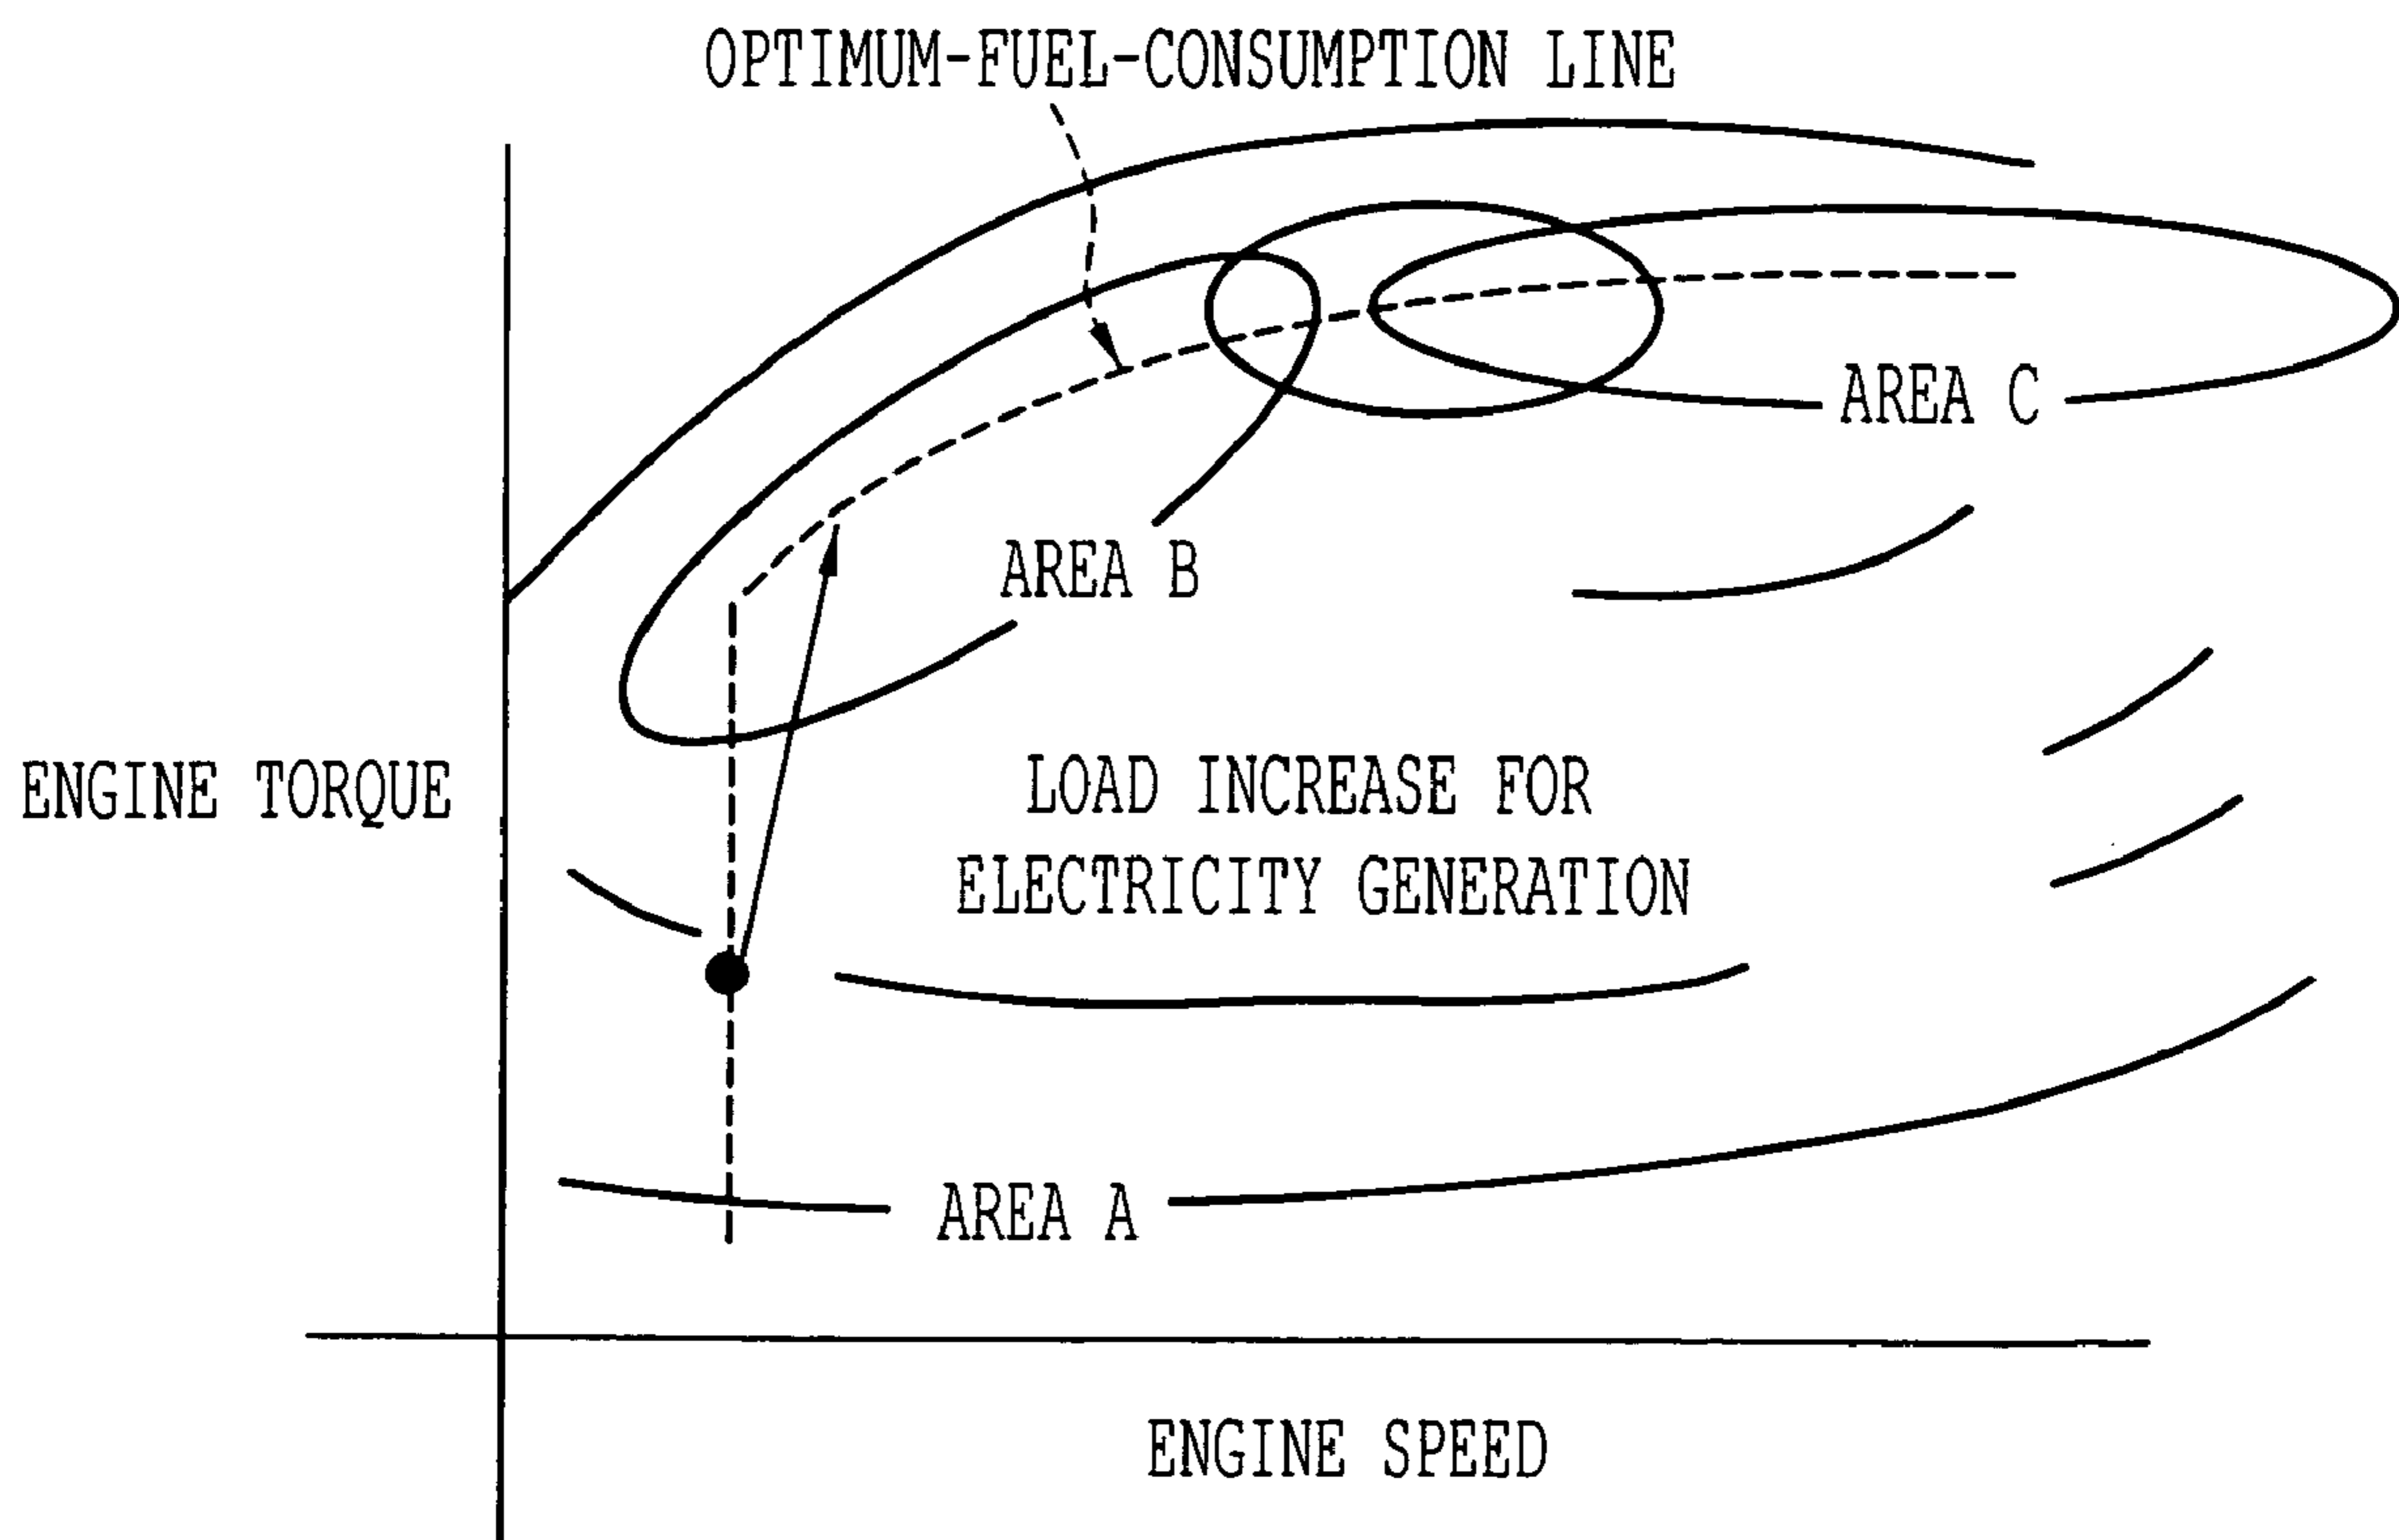 OPTIMUM-FUEL-CONSUMPTION LINE
AREA C
AREA B
ENGINE TORQUE
LOAD INCREASE FOR
ELECTRICITY GENERATION
AREA A
ENGINE SPEED